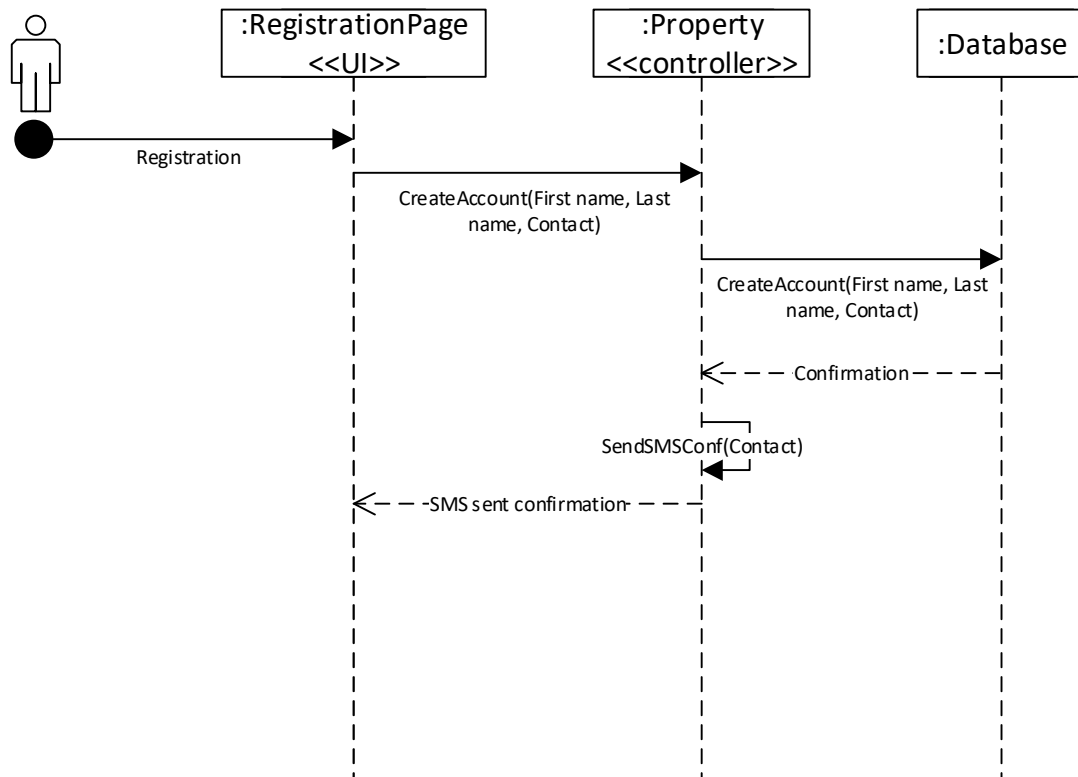 :RegistrationPage
<<UI>>
:Property
<<controller>>
:Database
Registration
CreateAccount(First name, Last
name, Contact)
CreateAccount(First name, Last
name, Contact)
Confirmation
SendSMSConf(Contact)
SMS sent confirmation